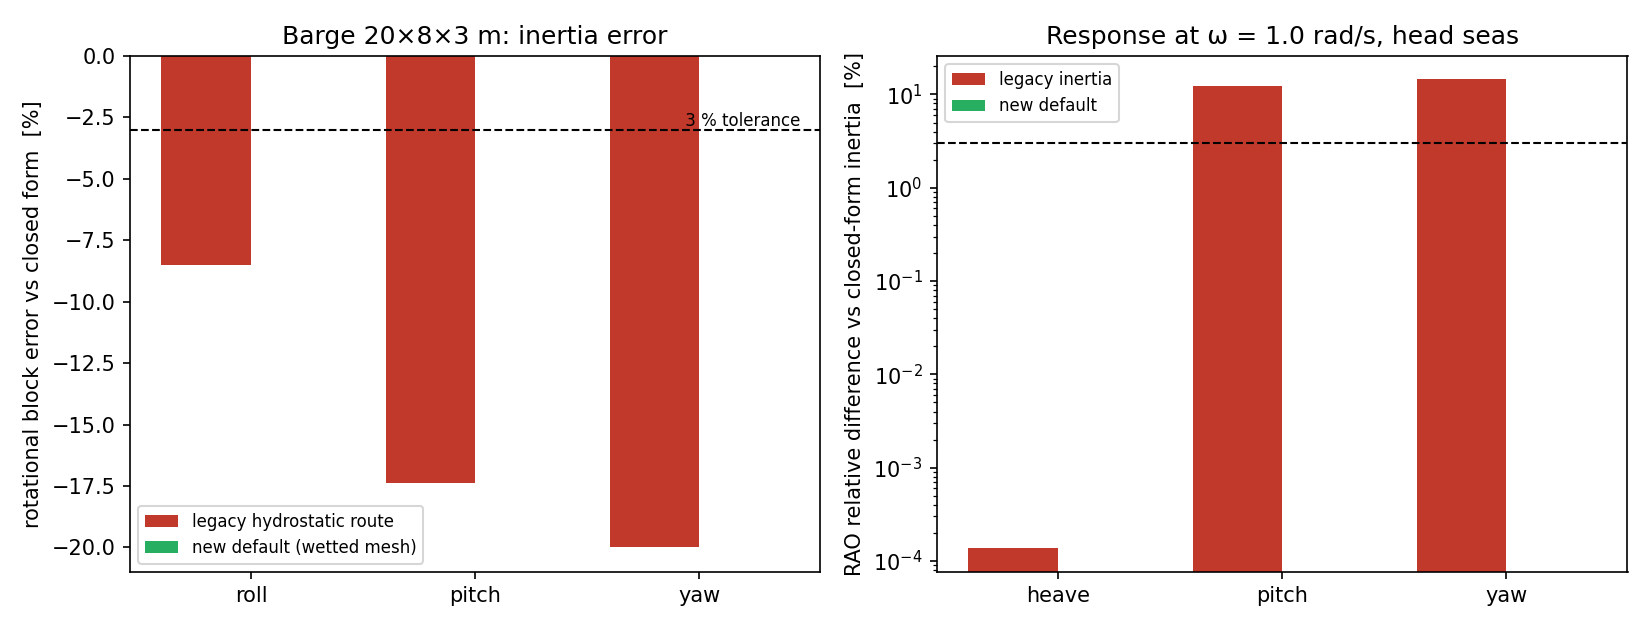 Barge 20×8×3 m: inertia error
rotational block error vs closed form [%]
0.0
−2.5
−5.0
−7.5
−10.0
−12.5
−15.0
−17.5
−20.0
3 % tolerance
legacy hydrostatic route
new default (wetted mesh)
roll
pitch
yaw
Response at ω = 1.0 rad/s, head seas
RAO relative difference vs closed-form inertia [%]
10¹
10⁰
10⁻¹
10⁻²
10⁻³
10⁻⁴
legacy inertia
new default
heave
pitch
yaw